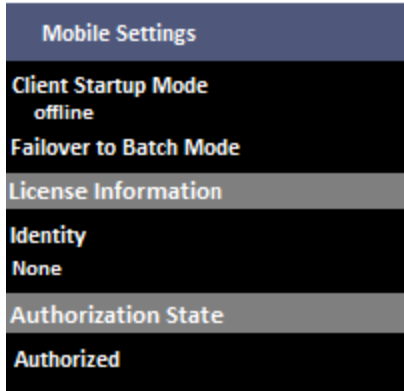 Mobile Settings
Client Startup Mode
offline
Failover to Batch Mode
License Information
Identity
None
Authorization State
Authorized